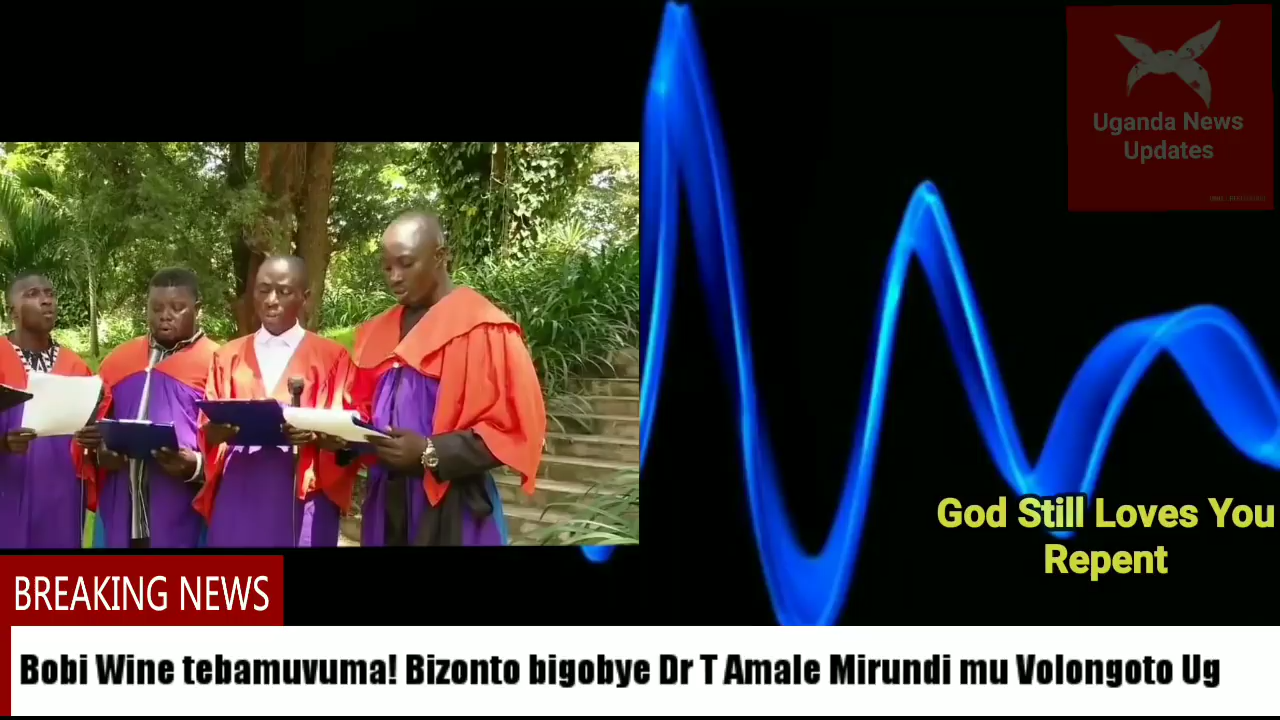 Uganda News
Updates
God Still Loves You
Repent
BREAKING NEWS
Bobi Wine tebamuvuma! Bizonto bigobye Dr T Amale Mirundi mu Volongoto Ug